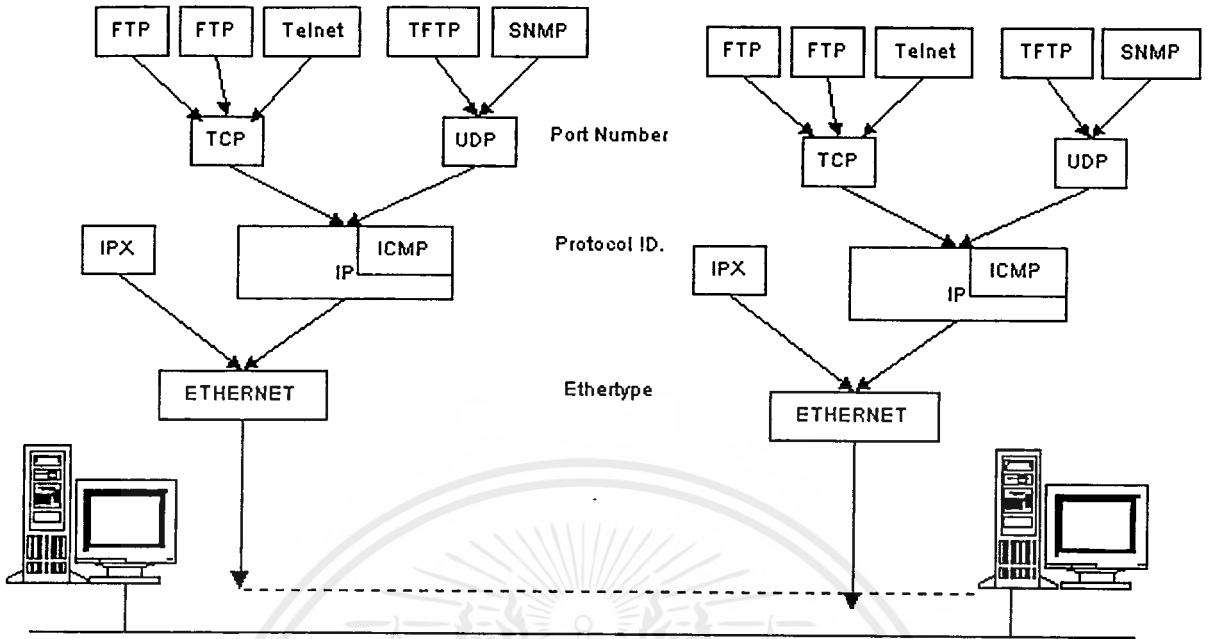 FTP FTP Telnet TFTP SNMP
TCP UDP
Port Number
IPX IP ICMP
Protocol ID.
ETHERNET
Ethertype
FTP FTP Telnet TFTP SNMP
TCP UDP
IPX IP ICMP
ETHERNET